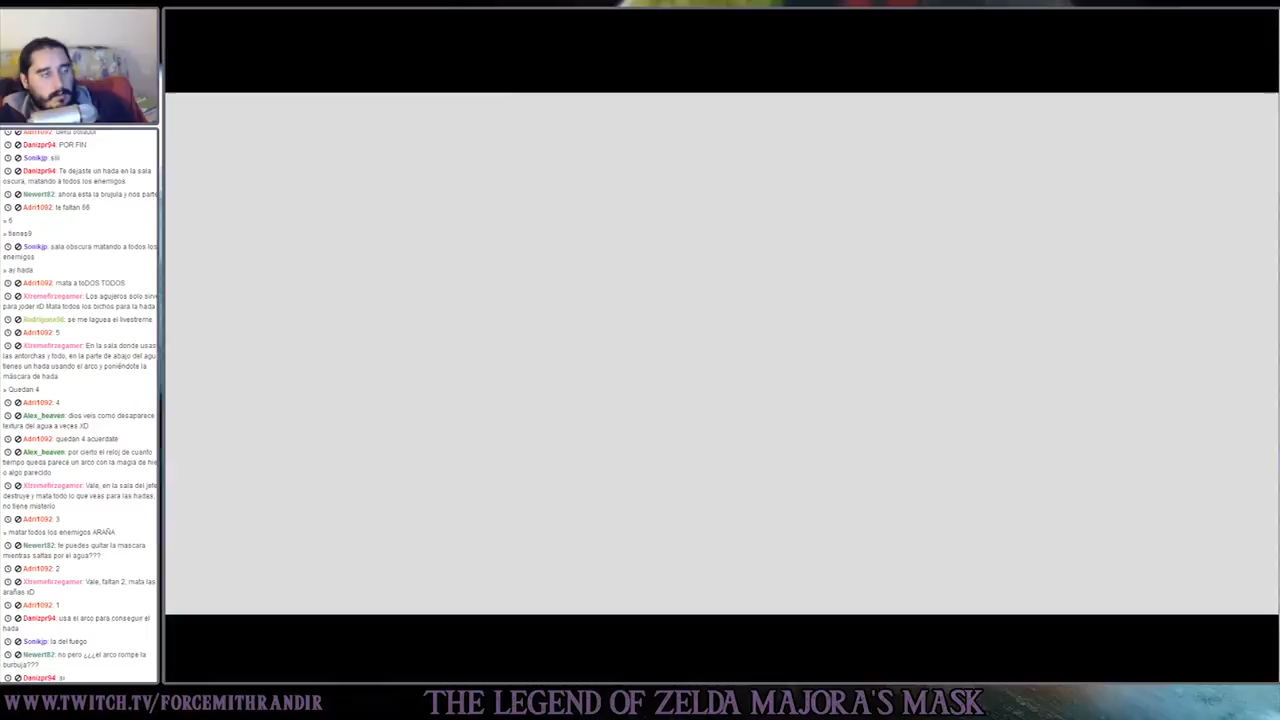 Danizpr94: POR FIN
Sonikjp: siii
Danizpr94: Te dejaste un hada en la sala
oscura, matando a todos los enemigos
Newert82: ahora esta la brujula y nos parte
Adri1092: te faltan 66
» 6
» tienes9
Sonikjp: sala obscura matando a todos los
enemigos
» ay hada
Adri1092: mata a toDOS TODOS
Xtremefirzegamer: Los agujeros solo sirve
para joder xD Mata todos los bichos para la hada
se me laguea el livestreme
Adri1092: 5
Xtremefirzegamer: En la sala donde usas
las antorchas y todo, en la parte de abajo del agu
tienes un hada usando el arco y poniéndote la
máscara de hada
» Quedan 4
Adri1092: 4
Alex_heaven: dios veis como desaparece
textura del agua a veces XD
Adri1092: quedan 4 acuerdate
Alex_heaven: por cierto el reloj de cuanto
tiempo queda parece un arco con la magia de hie
o algo parecido
Xtremefirzegamer: Vale, en la sala del jefe
destruye y mata todo lo que veas para las hadas,
no tiene misterio
Adri1092: 3
» matar todos los enemigos ARAÑA
Newert82: te puedes quitar la mascara
mientras saltas por el agua???
Adri1092: 2
Xtremefirzegamer: Vale, faltan 2, mata las
arañas xD
Adri1092: 1
Danizpr94: usa el arco para conseguir el
hada
Sonikjp: la del fuego
Newert82: no pero ¿¿¿el arco rompe la
burbuja???
Danizpr94: si
WWW.TWITCH.TV/FORCEMITHRANDIR
THE LEGEND OF ZELDA MAJORA'S MASK